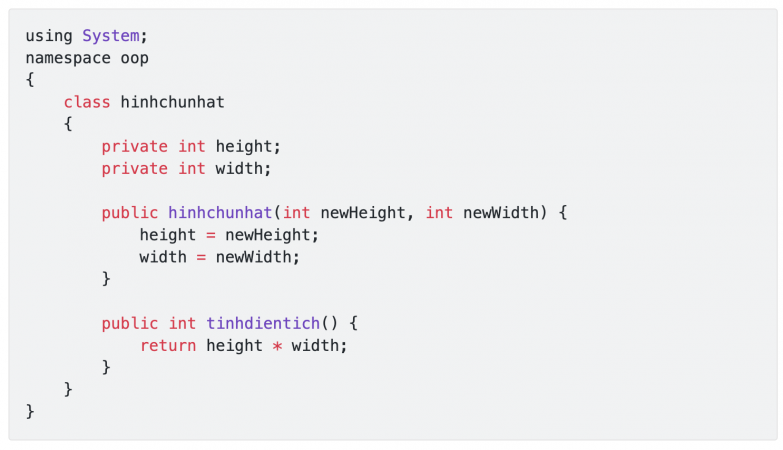 using System;
namespace oop
{
    class hinhchunhat
    {
        private int height;
        private int width;

        public hinhchunhat(int newHeight, int newWidth) {
            height = newHeight;
            width = newWidth;
        }

        public int tinhdientich() {
            return height * width;
        }
    }
}